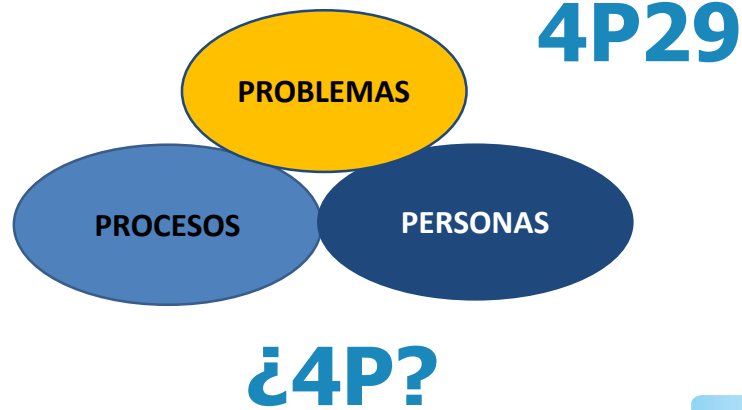 4P29
PROBLEMAS
PROCESOS
PERSONAS
¿4P?